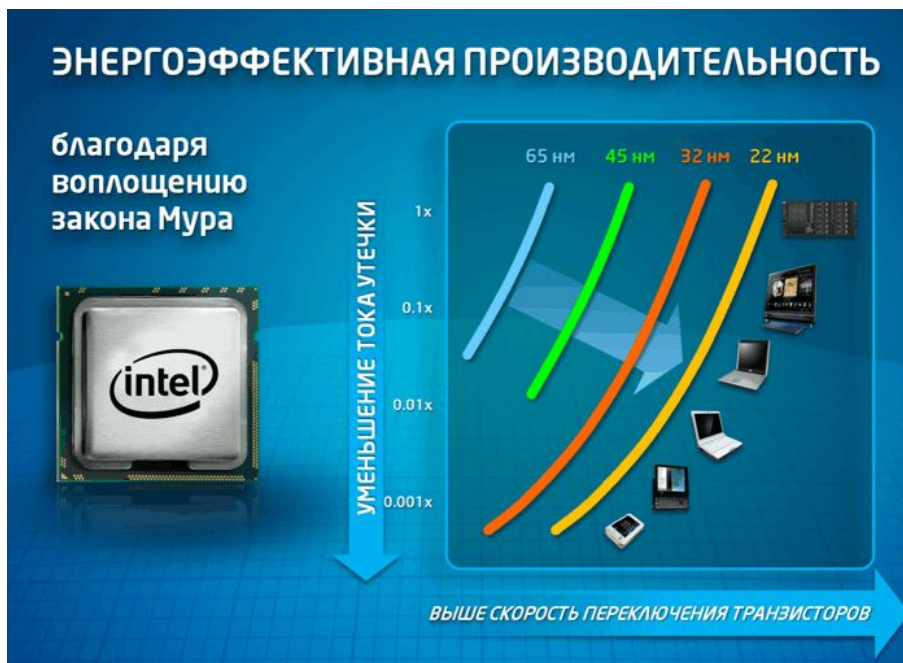 ЭНЕРГОЭФФЕКТИВНАЯ ПРОИЗВОДИТЕЛЬНОСТЬ
благодаря
воплощению
закона Мура
intel
УМЕНЬШЕНИЕ ТОКА УТЕЧКИ
65 нм 45 нм 32 нм 22 нм
1x
0.1x
0.01x
0.001x
ВЫШЕ СКОРОСТЬ ПЕРЕКЛЮЧЕНИЯ ТРАНЗИСТОРОВ